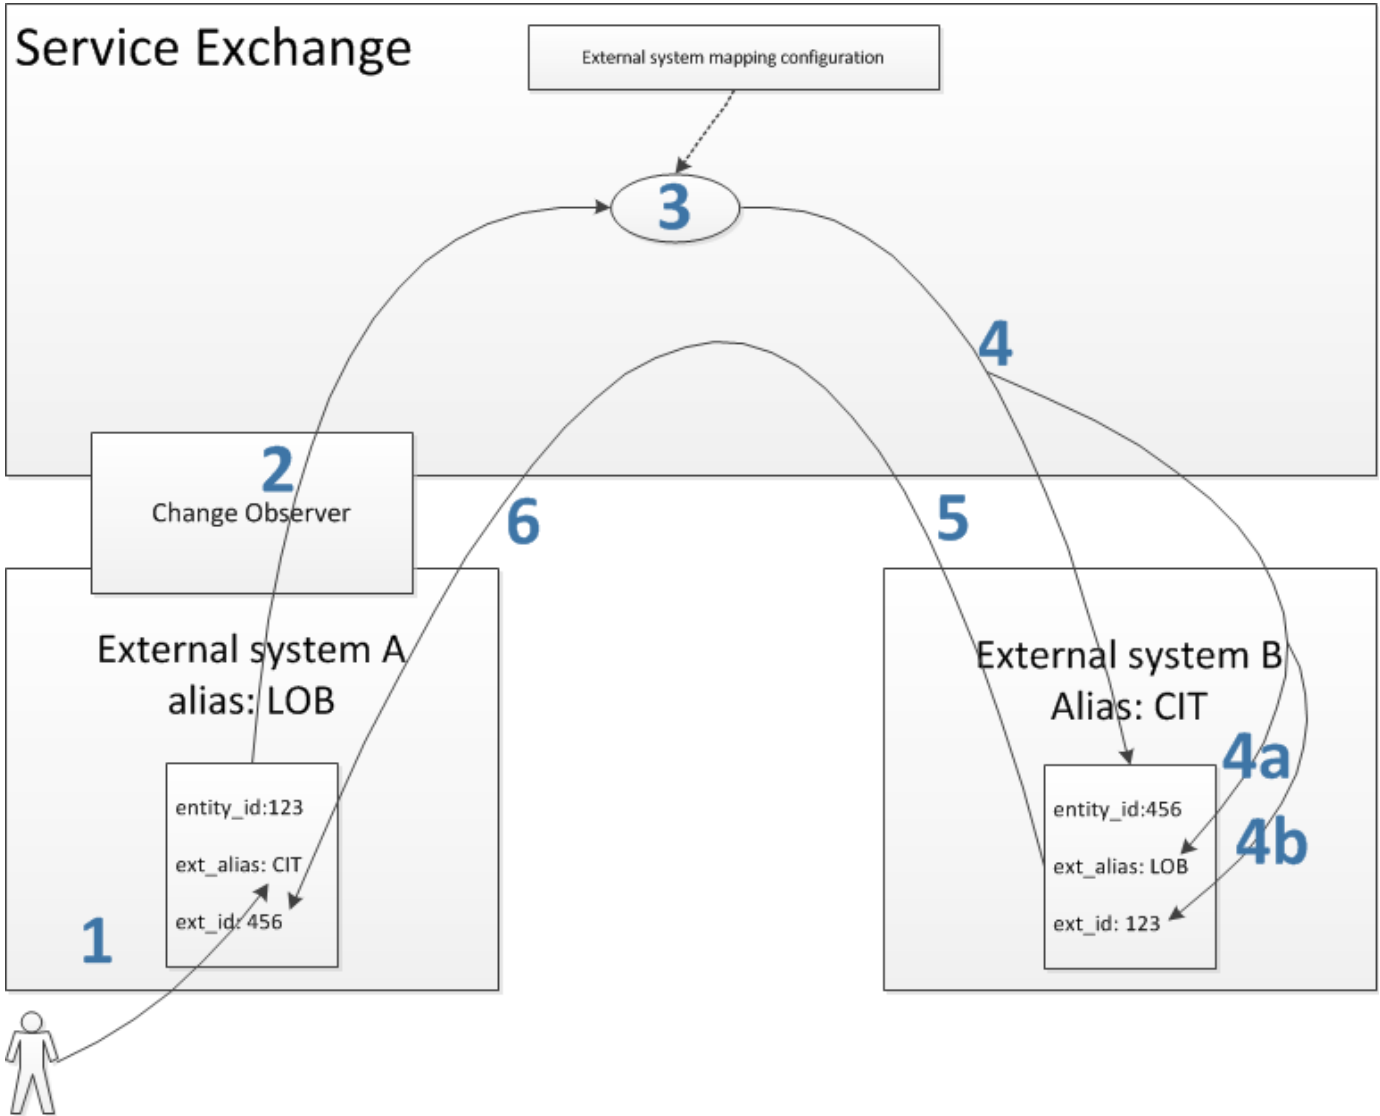 Service Exchange
External system mapping configuration
3
4
2
Change Observer
6
5
External system A
alias: LOB
External system B
Alias: CIT
4a
entity_id:123
ext_alias: CIT
ext_id: 456
entity_id:456
ext_alias: LOB
ext_id: 123
4b
1